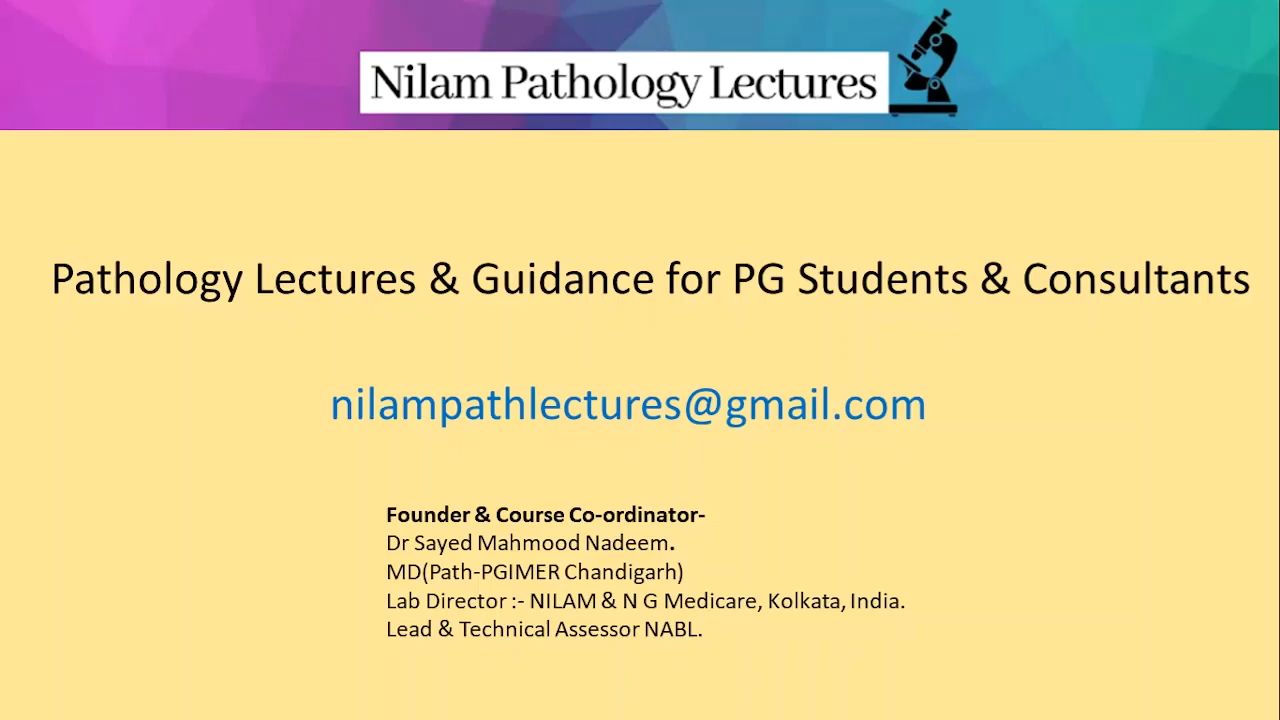 Nilam Pathology Lectures
Pathology Lectures & Guidance for PG Students & Consultants
nilampathlectures@gmail.com
Founder & Course Co-ordinator-
Dr Sayed Mahmood Nadeem.
MD(Path-PGIMER Chandigarh)
Lab Director :- NILAM & N G Medicare, Kolkata, India.
Lead & Technical Assessor NABL.